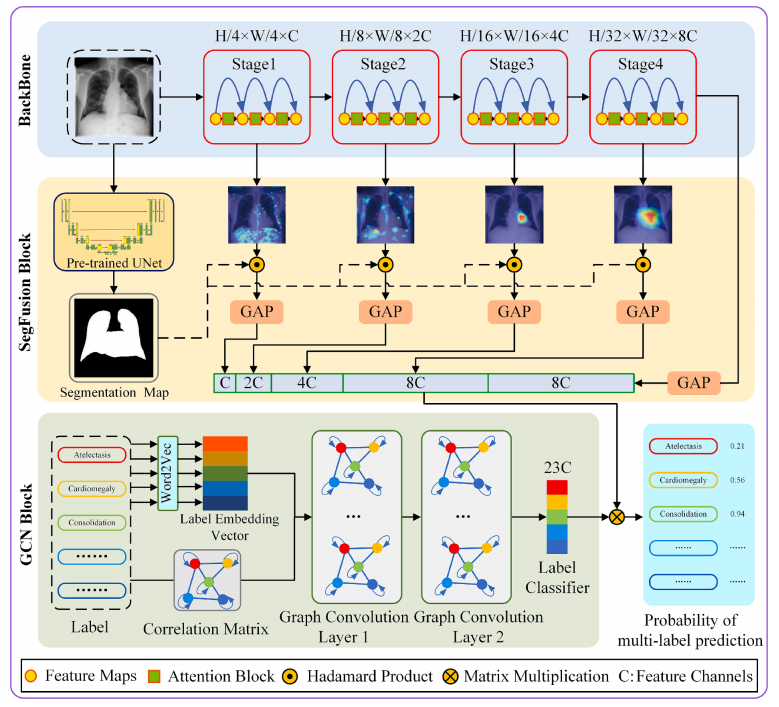 BackBone
H/4×W/4×C
H/8×W/8×2C
H/16×W/16×4C
H/32×W/32×8C
Stage1
Stage2
Stage3
Stage4
SegFusion Block
Pre-trained UNet
Segmentation Map
GAP
GAP
GAP
GAP
C
2C
4C
8C
8C
GAP
GCN Block
Atelectasis
Cardiomegaly
Consolidation
......
......
Label
Word2Vec
Label Embedding
Vector
Correlation Matrix
...
Graph Convolution
Layer 1
...
Graph Convolution
Layer 2
23C
Label
Classifier
Atelectasis 0.21
Cardiomegaly 0.56
Consolidation 0.94
...... ......
...... ......
Probability of
multi-label prediction
Feature Maps Attention Block Hadamard Product Matrix Multiplication C: Feature Channels